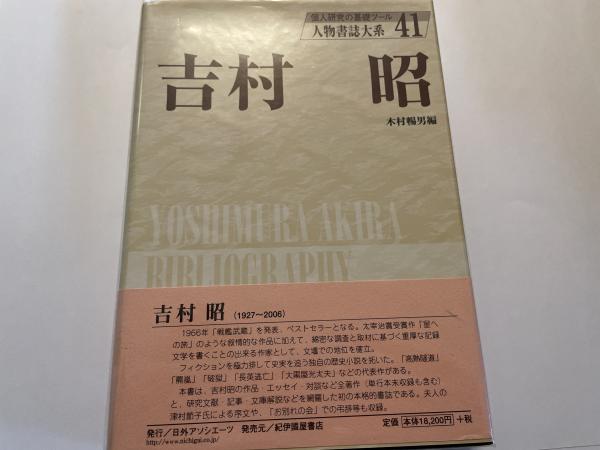 個人研究の基礎ツール
人物書誌大系 41
吉村 昭
木村暢男編
YOSHIMURA AKIRA
BIBLIOGRAPHY
吉村 昭 (1927〜2006)
1966年「戦艦武蔵」を発表、ベストセラーとなる。太宰治賞受賞作「星へ
の旅」のような叙情的な作品に加えて、綿密な調査と取材に基づく重厚な記録
文学を書くことの出来る作家として、文壇での地位を確立。
フィクションを極力排して史実を追う独自の歴史小説を拓いた。「高熱隧道」
「羆嵐」「破獄」「長英逃亡」「大黒屋光太夫」などの代表作がある。
本書は、吉村昭の作品・エッセイ・対談など全著作（単行本未収録も含む）
と、研究文献・記事・文庫解説などを網羅した初の本格的書誌である。夫人の
津村節子氏による序文や、「お別れの会」での弔辞等も収録。
定価 本体18,200円 +税
発行／日外アソシエーツ 発売元／紀伊國屋書店
http://www.nichigai.co.jp/